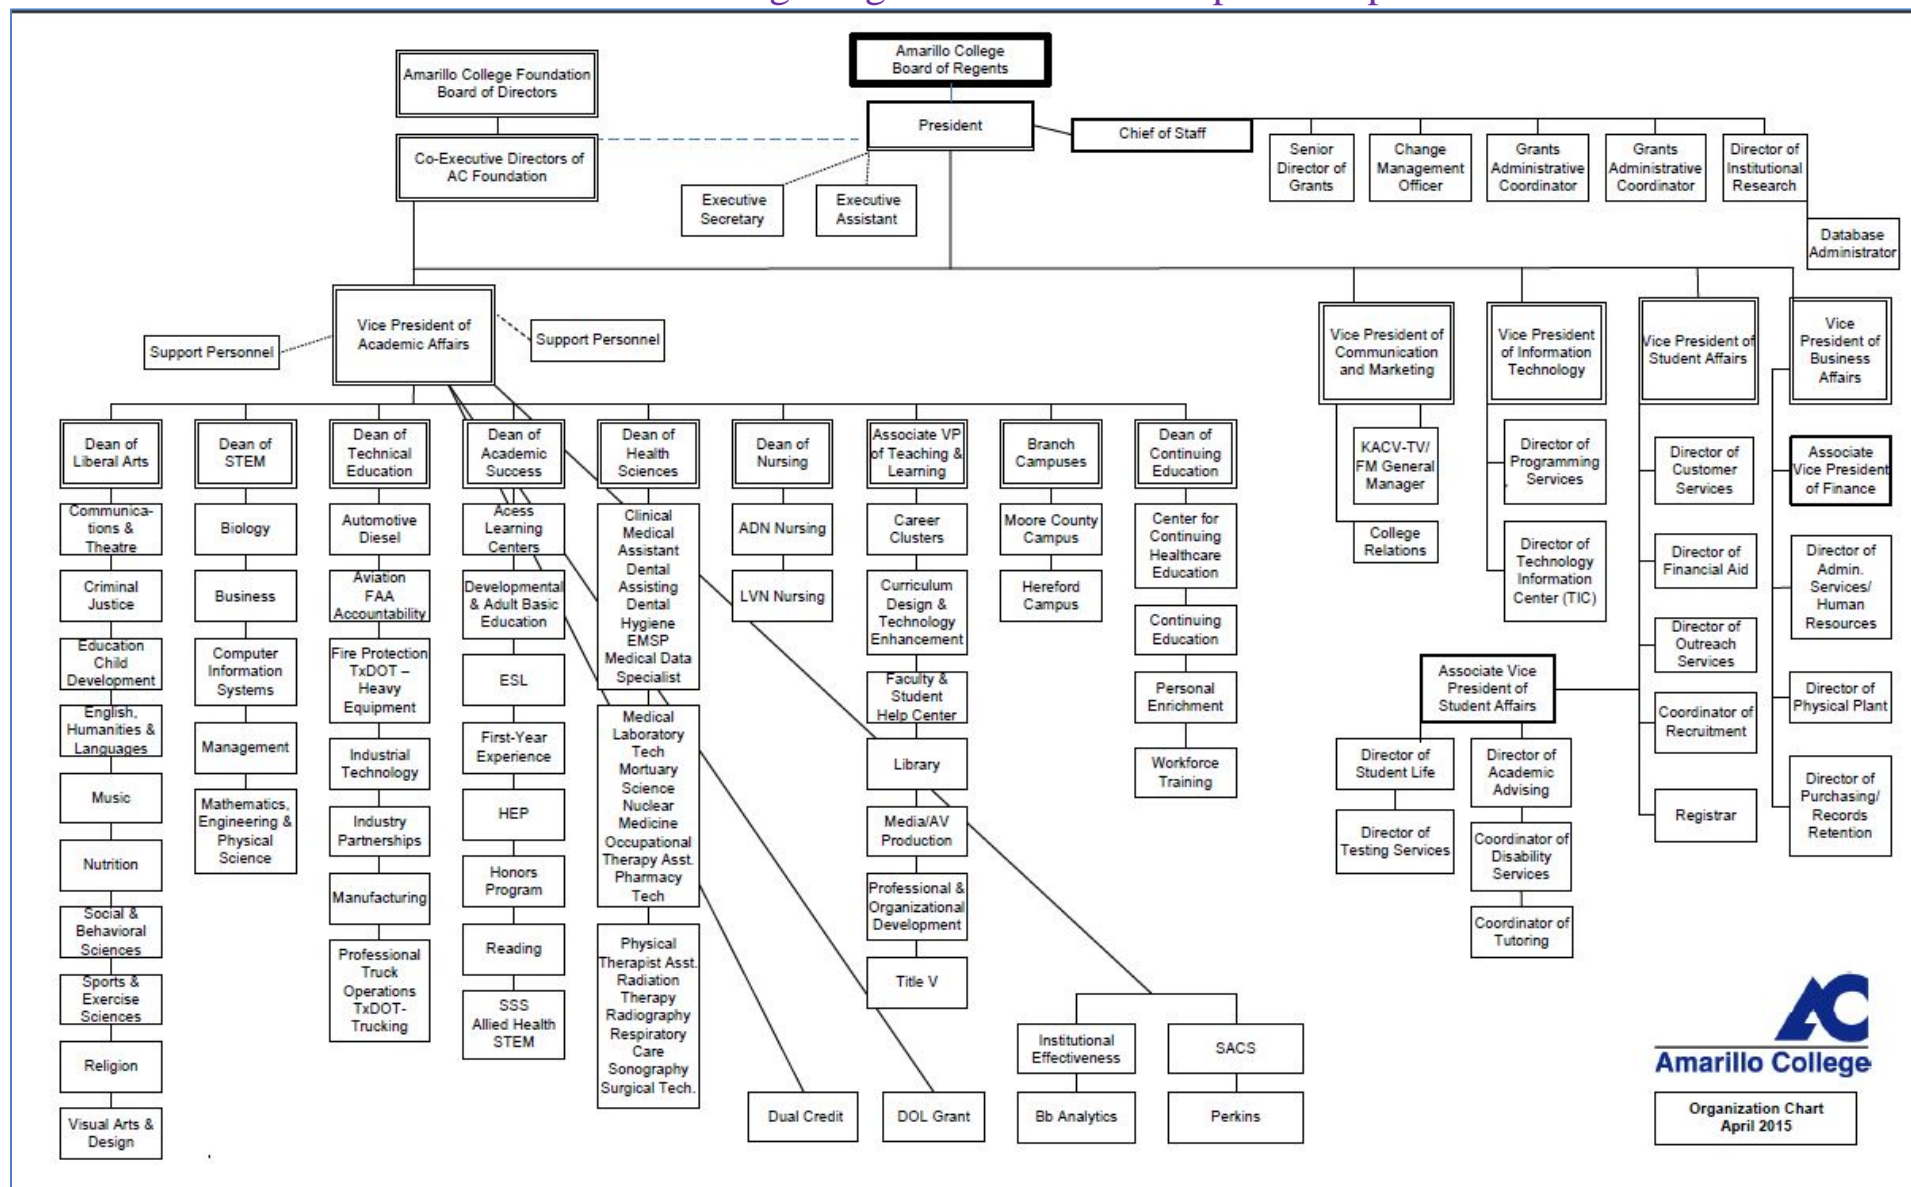 Amarillo College
Board of Regents
Amarillo College Foundation
Board of Directors
President
Chief of Staff
Co-Executive Directors of
AC Foundation
Senior
Director of
Grants
Change
Management
Officer
Grants
Administrative
Coordinator
Grants
Administrative
Coordinator
Director of
Institutional
Research
Executive
Secretary
Executive
Assistant
Database
Administrator
Vice President of
Academic Affairs
Support Personnel
Support Personnel
Vice President of
Communication
and Marketing
Vice President
of Information
Technology
Vice President of
Student Affairs
Vice
President of
Business
Affairs
Dean of
Liberal Arts
Communica-
tions &
Theatre
Criminal
Justice
Education
Child
Development
English,
Humanities &
Languages
Music
Nutrition
Social &
Behavioral
Sciences
Sports &
Exercise
Sciences
Religion
Visual Arts &
Design
Dean of
STEM
Biology
Business
Computer
Information
Systems
Management
Mathematics,
Engineering &
Physical
Science
Dean of
Technical
Education
Automotive
Diesel
Aviation
FAA
Accountability
Fire Protection
TxDOT –
Heavy
Equipment
Industrial
Technology
Industry
Partnerships
Manufacturing
Professional
Truck
Operations
TxDOT-
Trucking
Dean of
Academic
Success
Acess
Learning
Centers
Developmental
& Adult Basic
Education
ESL
First-Year
Experience
HEP
Honors
Program
Reading
SSS
Allied Health
STEM
Dean of
Health
Sciences
Clinical
Medical
Assistant
Dental
Assisting
Dental
Hygiene
EMSP
Medical Data
Specialist
Medical
Laboratory
Tech
Mortuary
Science
Nuclear
Medicine
Occupational
Therapy Asst.
Pharmacy
Tech
Physical
Therapist Asst.
Radiation
Therapy
Radiography
Respiratory
Care
Sonography
Surgical Tech.
Dean of
Nursing
ADN Nursing
LVN Nursing
Associate VP
of Teaching &
Learning
Career
Clusters
Curriculum
Design &
Technology
Enhancement
Faculty &
Student
Help Center
Library
Media/AV
Production
Professional &
Organizational
Development
Title V
Branch
Campuses
Moore County
Campus
Hereford
Campus
Dean of
Continuing
Education
Center for
Continuing
Healthcare
Education
Continuing
Education
Personal
Enrichment
Workforce
Training
Dual Credit
DOL Grant
Institutional
Effectiveness
Bb Analytics
SACS
Perkins
KACV-TV/
FM General
Manager
College
Relations
Director of
Programming
Services
Director of
Technology
Information
Center (TIC)
Director of
Customer
Services
Director of
Financial Aid
Director of
Outreach
Services
Coordinator of
Recruitment
Registrar
Associate Vice
President of
Student Affairs
Director of
Student Life
Director of
Testing Services
Director of
Academic
Advising
Coordinator of
Disability
Services
Coordinator of
Tutoring
Associate
Vice President
of Finance
Director of
Admin.
Services/
Human
Resources
Director of
Physical Plant
Director of
Purchasing/
Records
Retention
AC
Amarillo College
Organization Chart
April 2015